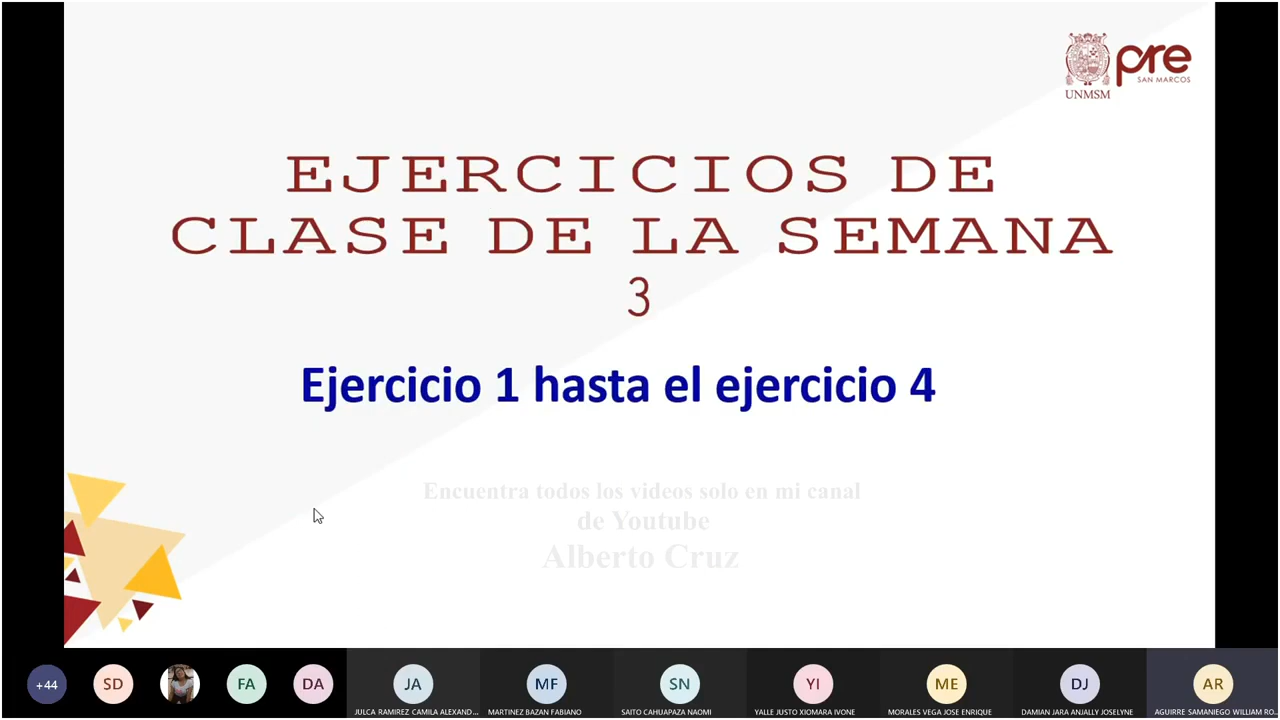 pre
SAN MARCOS
UNMSM
EJERCICIOS DE
CLASE DE LA SEMANA
3
Ejercicio 1 hasta el ejercicio 4
Encuentra todos los videos solo en mi canal
de Youtube
Alberto Cruz
+44
SD
FA
DA
JA
MF
SN
YI
ME
DJ
AR
JULCA RAMIREZ CAMILA ALEXAND...
MARTINEZ BAZAN FABIANO
SAITO CAHUAPAZA NAOMI
YALLE JUSTO XIOMARA IVONE
MORALES VEGA JOSE ENRIQUE
DAMIAN JARA ANJALLY JOSELYNE
AGUIRRE SAMANIEGO WILLIAM RO...